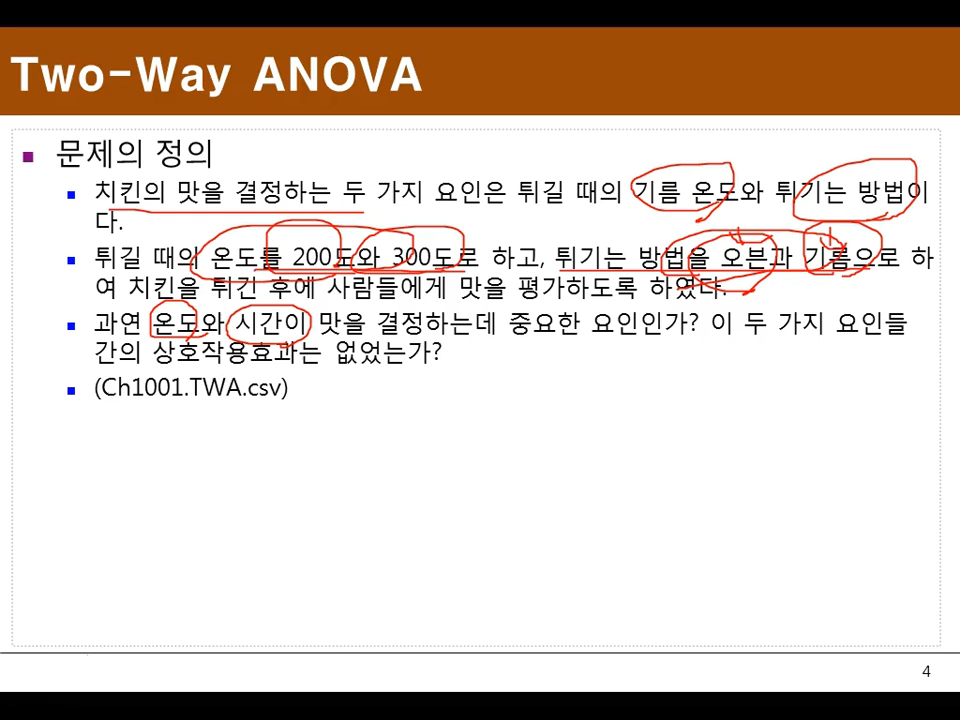 Two-Way ANOVA
문제의 정의
치킨의 맛을 결정하는 두 가지 요인은 튀길 때의 기름 온도와 튀기는 방법이
다.
튀길 때의 온도를 200도와 300도로 하고, 튀기는 방법을 오븐과 기름으로 하
여 치킨을 튀긴 후에 사람들에게 맛을 평가하도록 하였다.
과연 온도와 시간이 맛을 결정하는데 중요한 요인인가? 이 두 가지 요인들
간의 상호작용효과는 없었는가?
(Ch1001.TWA.csv)
4